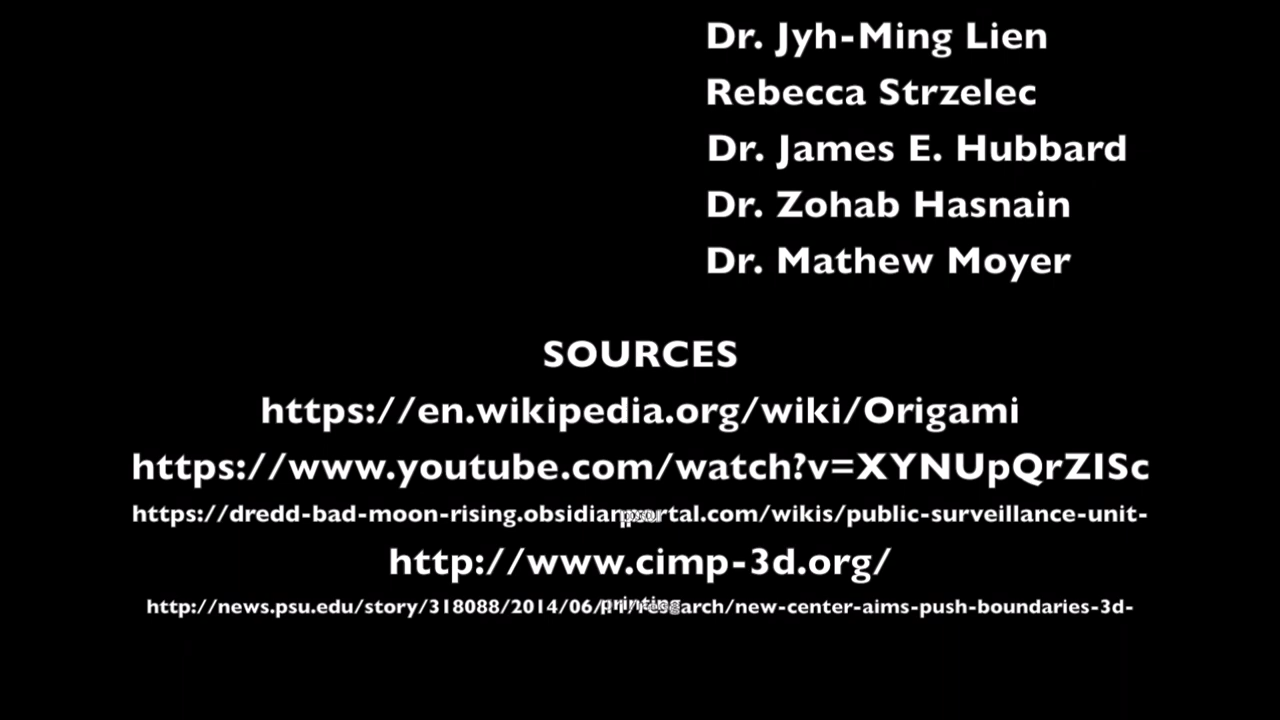 Dr. Jyh-Ming Lien
Rebecca Strzelec
Dr. James E. Hubbard
Dr. Zohab Hasnain
Dr. Mathew Moyer
SOURCES
https://en.wikipedia.org/wiki/Origami
https://www.youtube.com/watch?v=XYNUpQrZISc
https://dredd-bad-moon-rising.obsidianportal.com/wikis/public-surveillance-unit-
http://www.cimp-3d.org/
http://news.psu.edu/story/318088/2014/06/11/research/new-center-aims-push-boundaries-3d-
printing